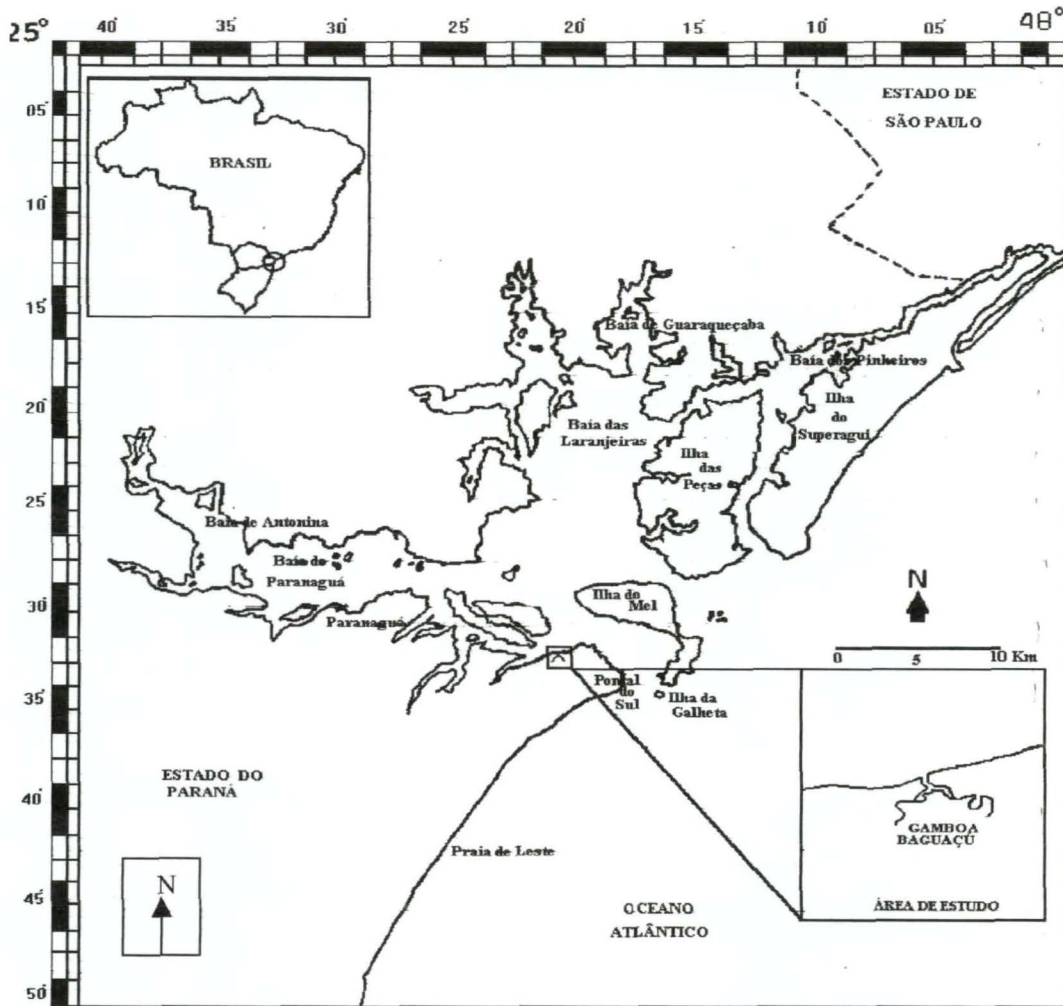 25°
40'
35'
30'
25'
20'
15'
10'
05'
48°
05'
10'
15'
20'
25'
30'
35'
40'
45'
50'
BRASIL
ESTADO DE
SÃO PAULO
Baía de Guaraqueçaba
Baía dos Pinheiros
Ilha
do
Superagui
Baía das
Laranjeiras
Ilha
das
Peças
Baía de Antonina
Baía de
Paranaguá
Paranaguá
Ilha do
Mel
N
0 5 10 Km
Pontal
do
Sul
Ilha da
Galheta
ESTADO DO
PARANÁ
GAMBOA
BAGUAÇÚ
ÁREA DE ESTUDO
Praia de Leste
N
OCEANO
ATLÂNTICO